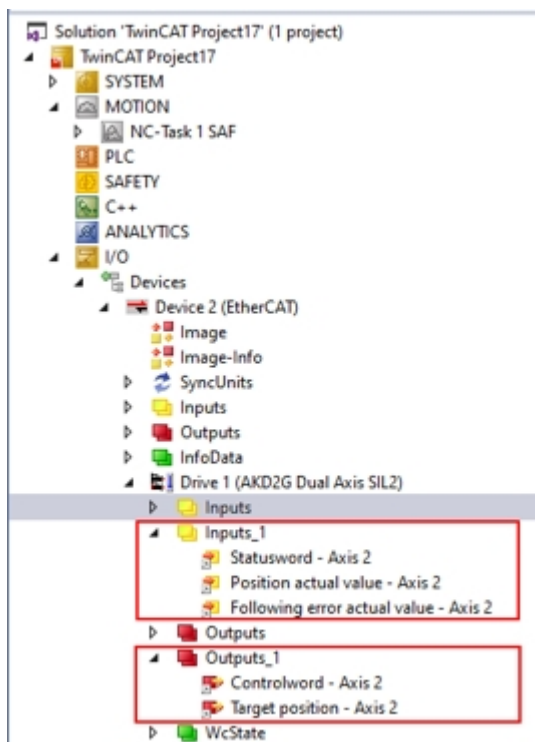 Solution 'TwinCAT Project17' (1 project)
TwinCAT Project17
SYSTEM
MOTION
NC-Task 1 SAF
PLC
SAFETY
C++
ANALYTICS
I/O
Devices
Device 2 (EtherCAT)
Image
Image-Info
SyncUnits
Inputs
Outputs
InfoData
Drive 1 (AKD2G Dual Axis SIL2)
Inputs
Inputs_1
Statusword - Axis 2
Position actual value - Axis 2
Following error actual value - Axis 2
Outputs
Outputs_1
Controlword - Axis 2
Target position - Axis 2
WcState